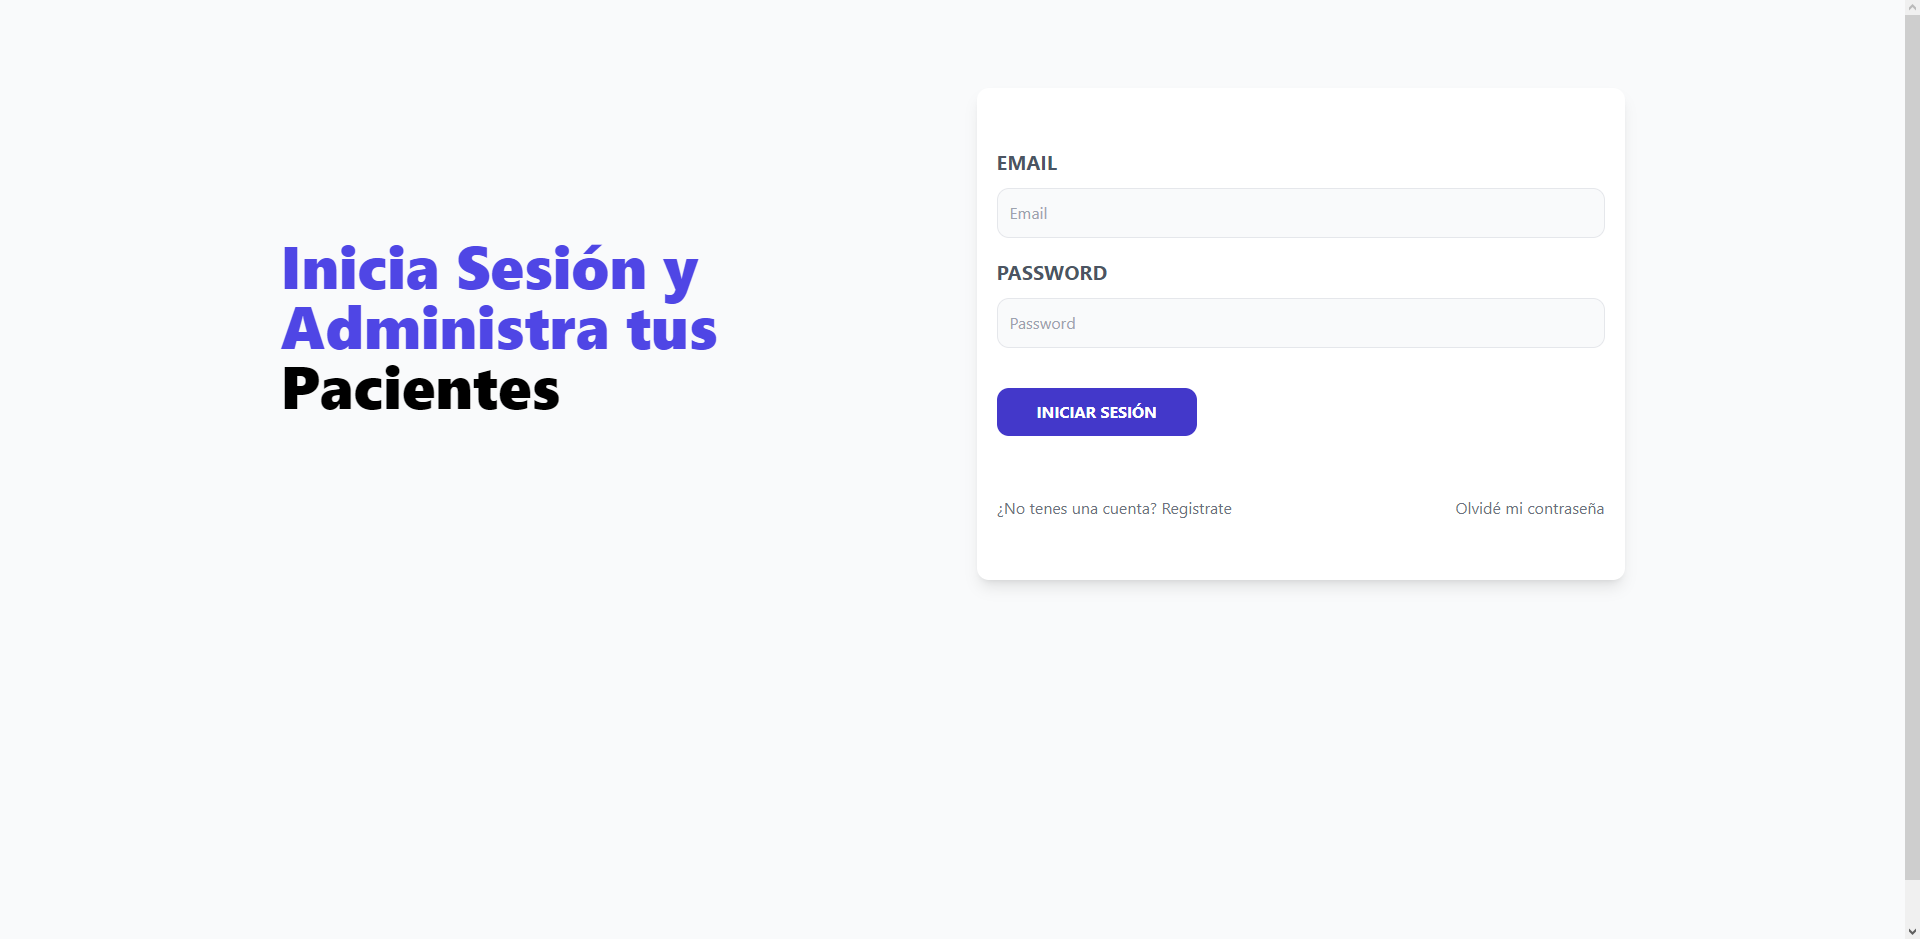 Inicia Sesión y
Administra tus
Pacientes
EMAIL
Email
PASSWORD
Password
INICIAR SESIÓN
¿No tenes una cuenta? Registrate
Olvidé mi contraseña